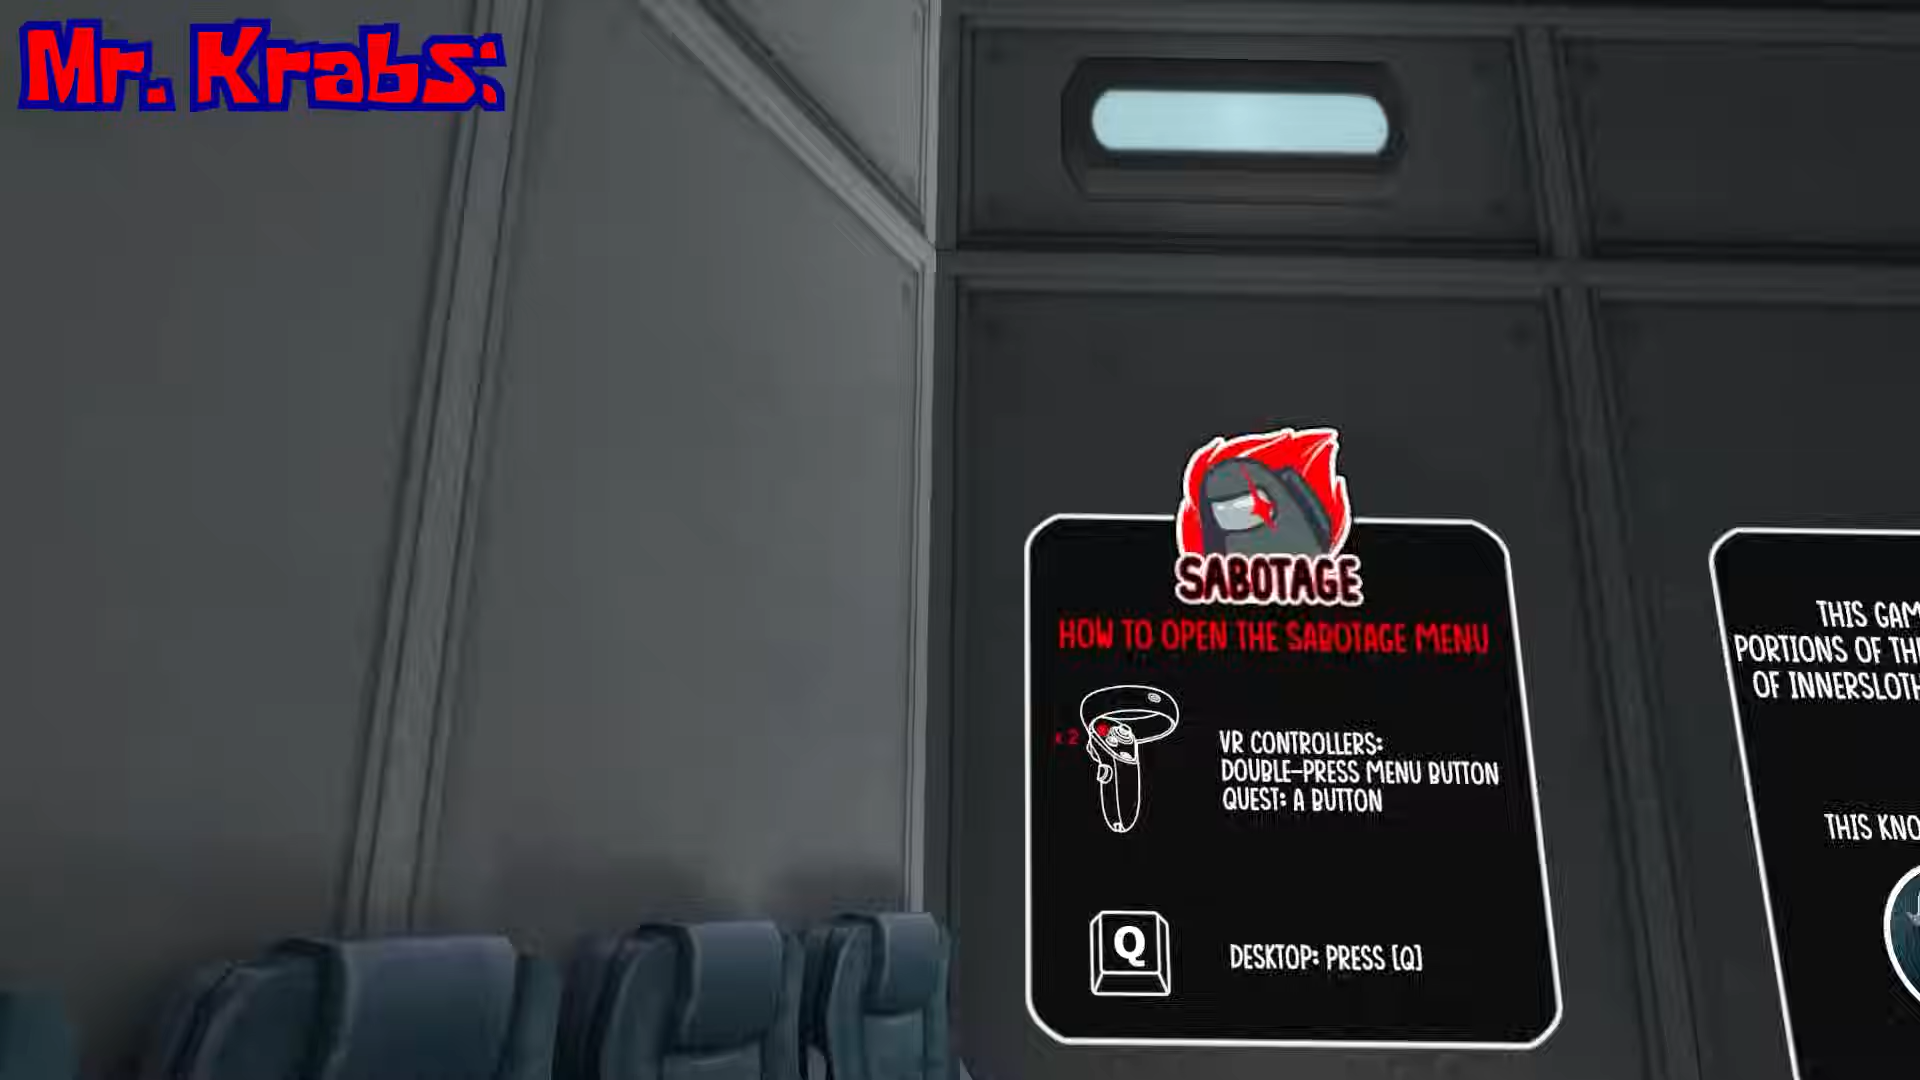 Mr. Krabs:
SABOTAGE
HOW TO OPEN THE SABOTAGE MENU
x 2
VR CONTROLLERS:
DOUBLE-PRESS MENU BUTTON
QUEST: A BUTTON
Q
DESKTOP: PRESS [Q]
THIS GAM
PORTIONS OF TH
OF INNERSLOTH
THIS KNO